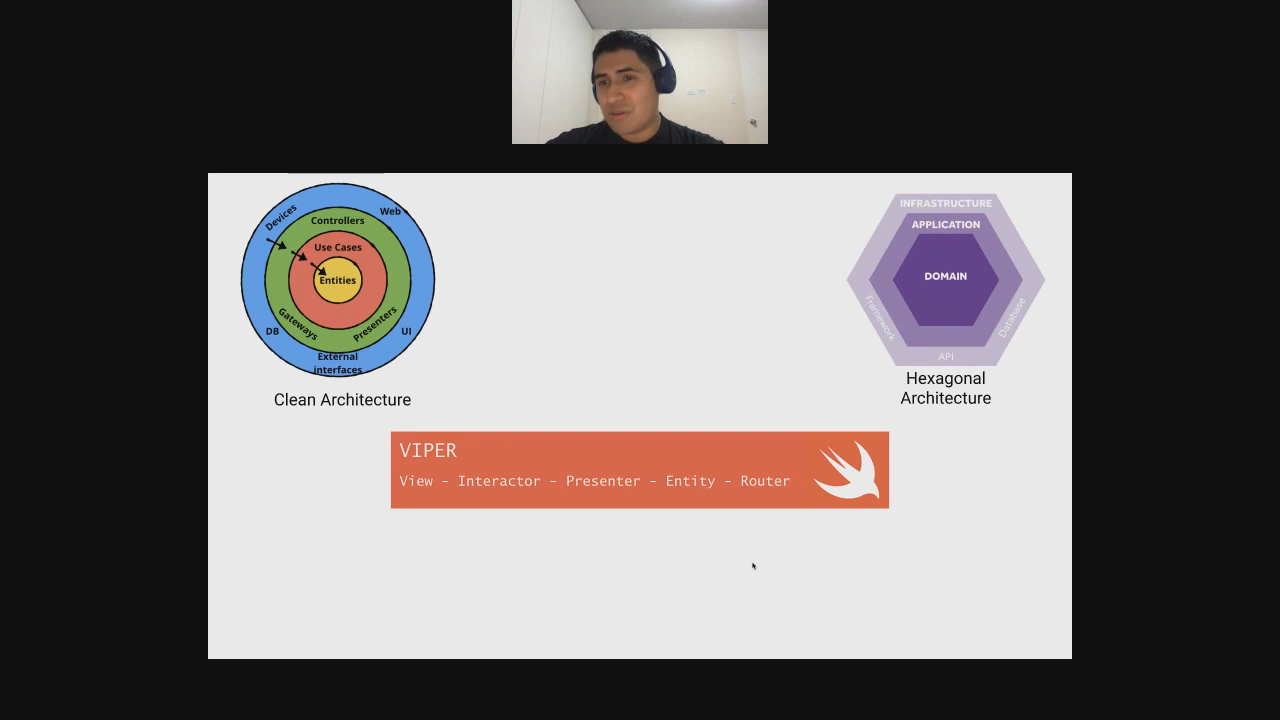 Devices
Web
Controllers
Use Cases
Entities
Gateways
Presenters
DB
UI
External
interfaces
Clean Architecture
INFRASTRUCTURE
APPLICATION
DOMAIN
Framework
Database
API
Hexagonal
Architecture
VIPER
View - Interactor - Presenter - Entity - Router